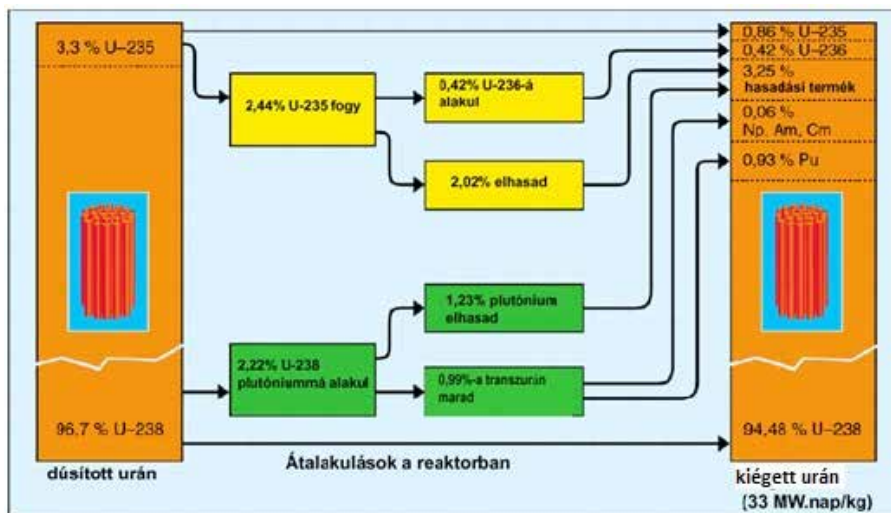 3,3 % U–235
2,44% U-235 fogy
0,42% U-236-á
alakul
2,02% elhasad
0,86 % U–235
0,42 % U–236
3,25 %
hasadási termék
0,06 %
Np, Am, Cm
0,93 % Pu
2,22% U-238
plutóniummá alakul
1,23% plutónium
elhasad
0,99%-a transzurán
marad
96,7 % U–238
94,48 % U–238
dúsított urán
Átalakulások a reaktorban
kiégett urán
(33 MW.nap/kg)